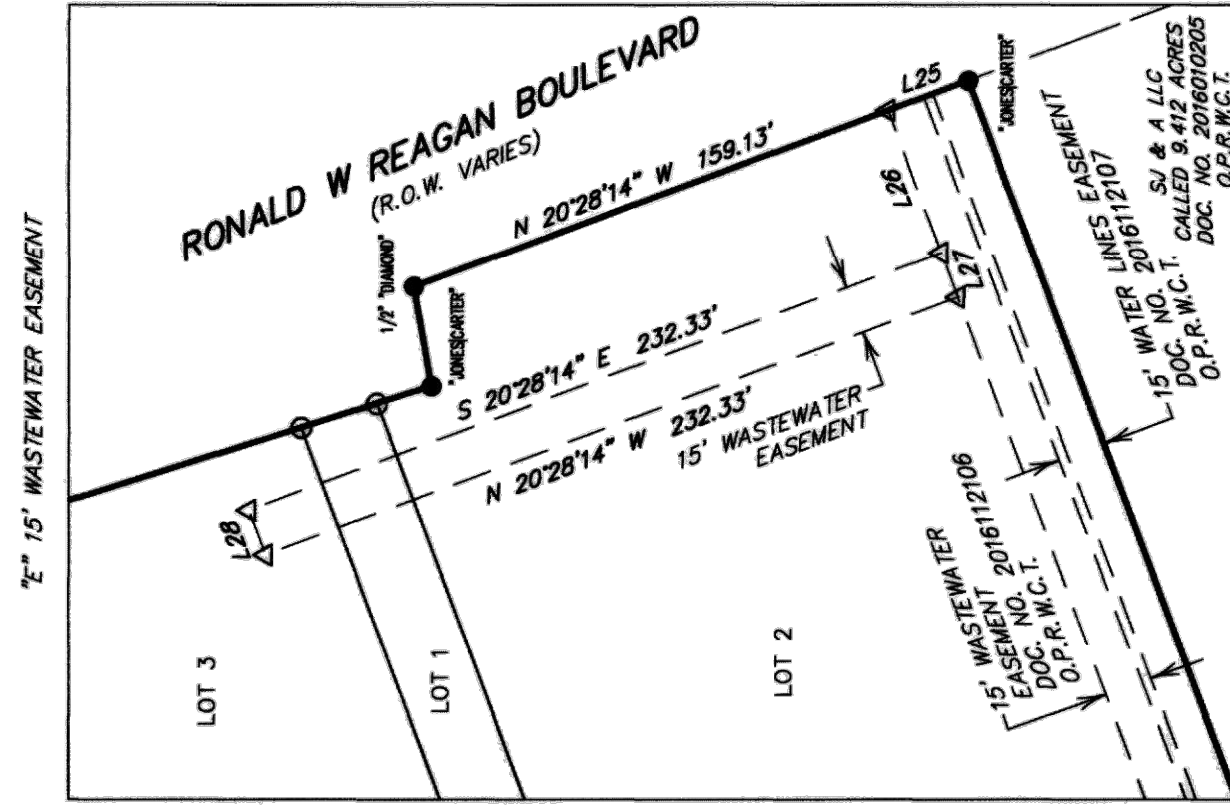 "E" 15' WASTEWATER EASEMENT
RONALD W REAGAN BOULEVARD
(R.O.W. VARIES)
1/2" "DIAMOND"
"JONES|CARTER"
N 20°28'14" W 159.13'
L25
"JONES|CARTER"
L26
L27
S 20°28'14" E 232.33'
N 20°28'14" W 232.33'
15' WASTEWATER
EASEMENT
L28
LOT 3
LOT 1
LOT 2
15' WASTEWATER
EASEMENT
DOC. NO. 2016112106
O.P.R.W.C.T.
15' WATER LINES EASEMENT
DOC. NO. 2016112107
O.P.R.W.C.T.
SJ & A LLC
CALLED 9.412 ACRES
DOC. NO. 2016010205
O.P.R.W.C.T.